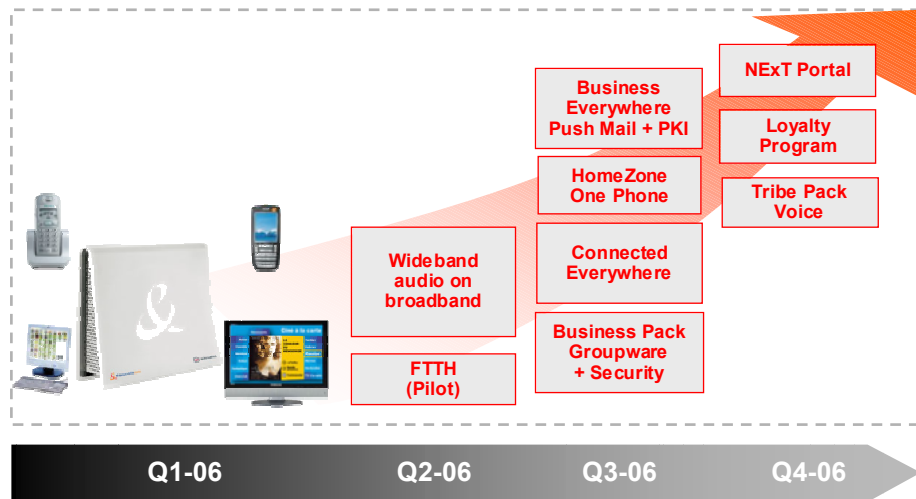 NExT Portal
Business
Everywhere
Push Mail + PKI
Loyalty
Program
HomeZone
One Phone
Tribe Pack
Voice
Wideband
audio on
broadband
Connected
Everywhere
Business Pack
Groupware
+ Security
FTTH
(Pilot)
&
Q1-06
Q2-06
Q3-06
Q4-06